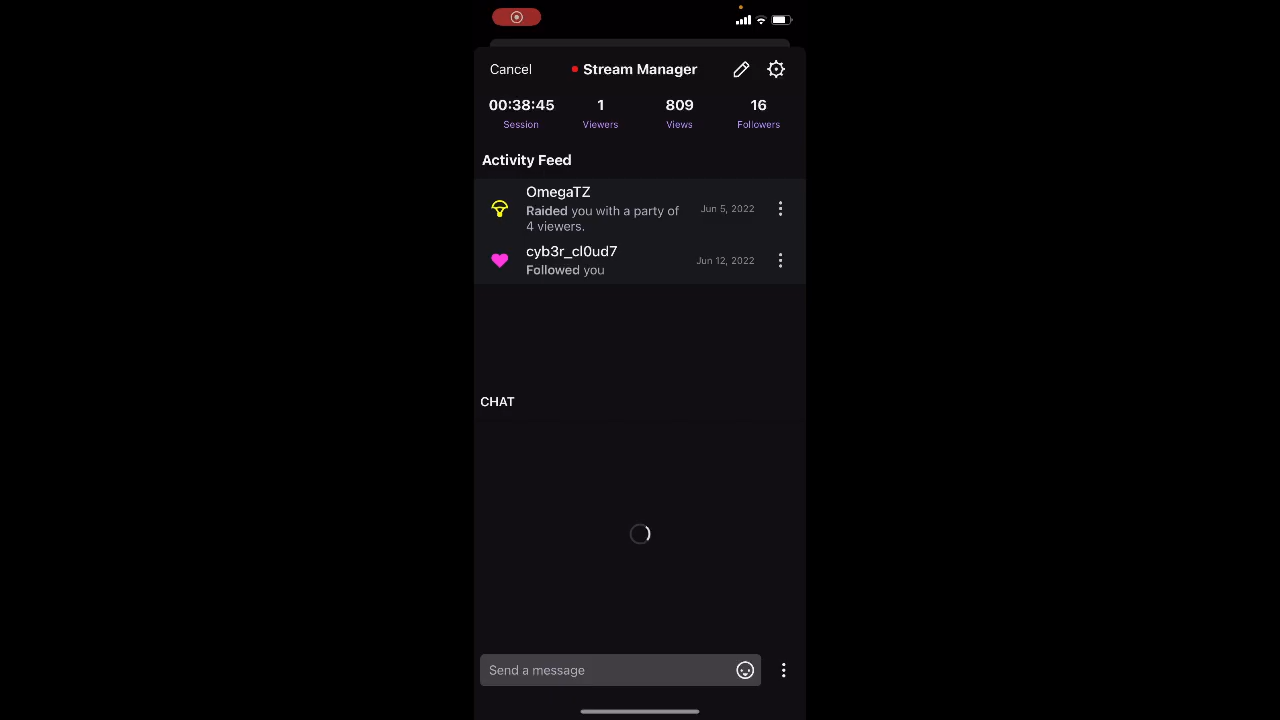 Cancel
Stream Manager
00:38:45 1 809 16
Session Viewers Views Followers
Activity Feed
OmegaTZ
Raided you with a party of Jun 5, 2022
4 viewers.
cyb3r_cl0ud7
Followed you Jun 12, 2022
CHAT
Send a message